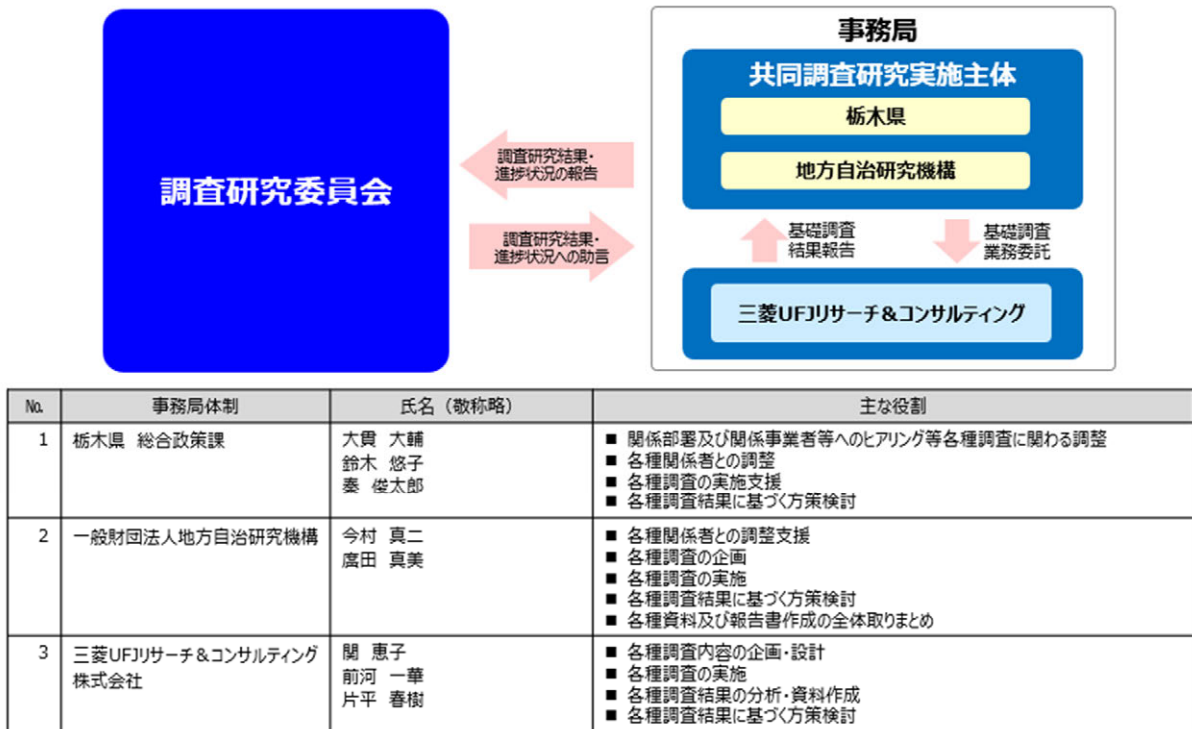 調査研究委員会
調査研究結果・
進捗状況の報告
調査研究結果・
進捗状況への助言
事務局
共同調査研究実施主体
栃木県
地方自治研究機構
基礎調査
結果報告
基礎調査
業務委託
三菱UFJリサーチ&コンサルティング
No. 事務局体制 氏名（敬称略） 主な役割
1 栃木県 総合政策課
大貫 大輔
鈴木 悠子
秦 俊太郎
■ 関係部署及び関係事業者等へのヒアリング等各種調査に関わる調整
■ 各種関係者との調整
■ 各種調査の実施支援
■ 各種調査結果に基づく方策検討
2 一般財団法人地方自治研究機構
今村 真二
廣田 真美
■ 各種関係者との調整支援
■ 各種調査の企画
■ 各種調査の実施
■ 各種調査結果に基づく方策検討
■ 各種資料及び報告書作成の全体取りまとめ
3 三菱UFJリサーチ&コンサルティング
株式会社
関 恵子
前河 一華
片平 春樹
■ 各種調査内容の企画・設計
■ 各種調査の実施
■ 各種調査結果の分析・資料作成
■ 各種調査結果に基づく方策検討